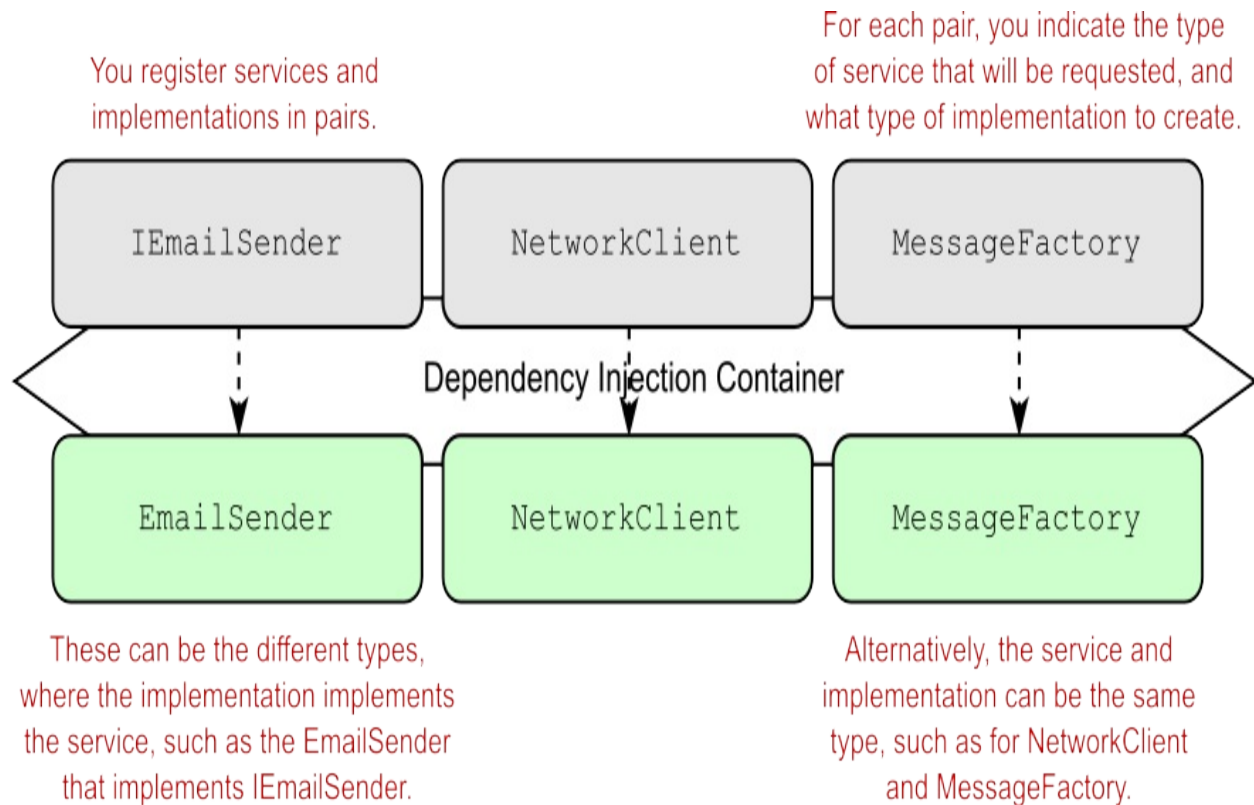 You register services and
implementations in pairs.
For each pair, you indicate the type
of service that will be requested, and
what type of implementation to create.
IEmailSender
NetworkClient
MessageFactory
Dependency Injection Container
EmailSender
NetworkClient
MessageFactory
These can be the different types,
where the implementation implements
the service, such as the EmailSender
that implements IEmailSender.
Alternatively, the service and
implementation can be the same
type, such as for NetworkClient
and MessageFactory.